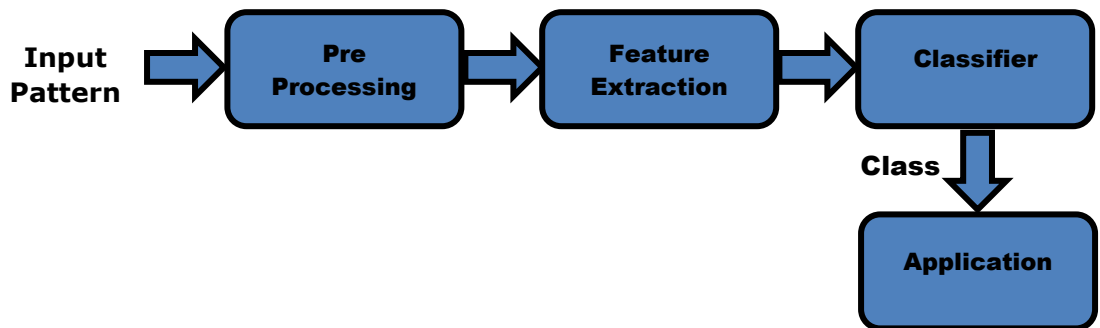 Input
Pattern
Pre
Processing
Feature
Extraction
Classifier
Class
Application